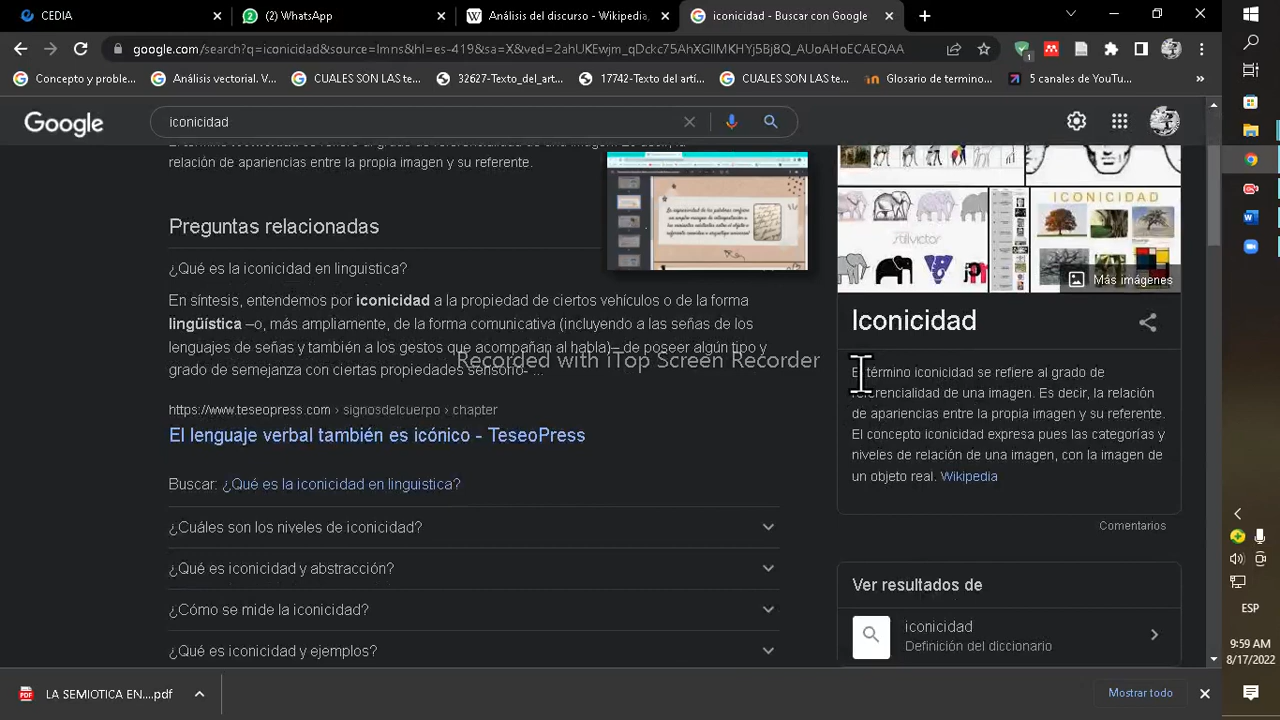 CEDIA
(2) WhatsApp
Análisis del discurso - Wikipedia,
iconicidad - Buscar con Google
google.com/search?q=iconicidad&source=lmns&hl=es-419&sa=X&ved=2ahUKEwjm_qDckc75AhXGIlMKHYj5Bj8Q_AUoAHoECAEQAA
Concepto y proble...
Análisis vectorial. V...
CUALES SON LAS te...
32627-Texto_del_art...
17742-Texto del artí...
CUALES SON LAS te...
Glosario de termino...
5 canales de YouTu...
Google
iconicidad
relación de apariencias entre la propia imagen y su referente.
Preguntas relacionadas
¿Qué es la iconicidad en linguistica?
En síntesis, entendemos por iconicidad a la propiedad de ciertos vehículos o de la forma
lingüística –o, más ampliamente, de la forma comunicativa (incluyendo a las señas de los
lenguajes de señas y también a los gestos que acompañan al habla)– de poseer algún tipo y
grado de semejanza con ciertas propiedades sensorio- ...
https://www.teseopress.com › signosdelcuerpo › chapter
El lenguaje verbal también es icónico - TeseoPress
Buscar: ¿Qué es la iconicidad en linguistica?
¿Cuáles son los niveles de iconicidad?
¿Qué es iconicidad y abstracción?
¿Cómo se mide la iconicidad?
¿Qué es iconicidad y ejemplos?
Recorded with iTop Screen Recorder
ICONICIDAD
stillvictor
Más imágenes
Iconicidad
El término iconicidad se refiere al grado de
referencialidad de una imagen. Es decir, la relación
de apariencias entre la propia imagen y su referente.
El concepto iconicidad expresa pues las categorías y
niveles de relación de una imagen, con la imagen de
un objeto real. Wikipedia
Comentarios
Ver resultados de
iconicidad
Definición del diccionario
LA SEMIOTICA EN....pdf
Mostrar todo
ESP
9:59 AM
8/17/2022